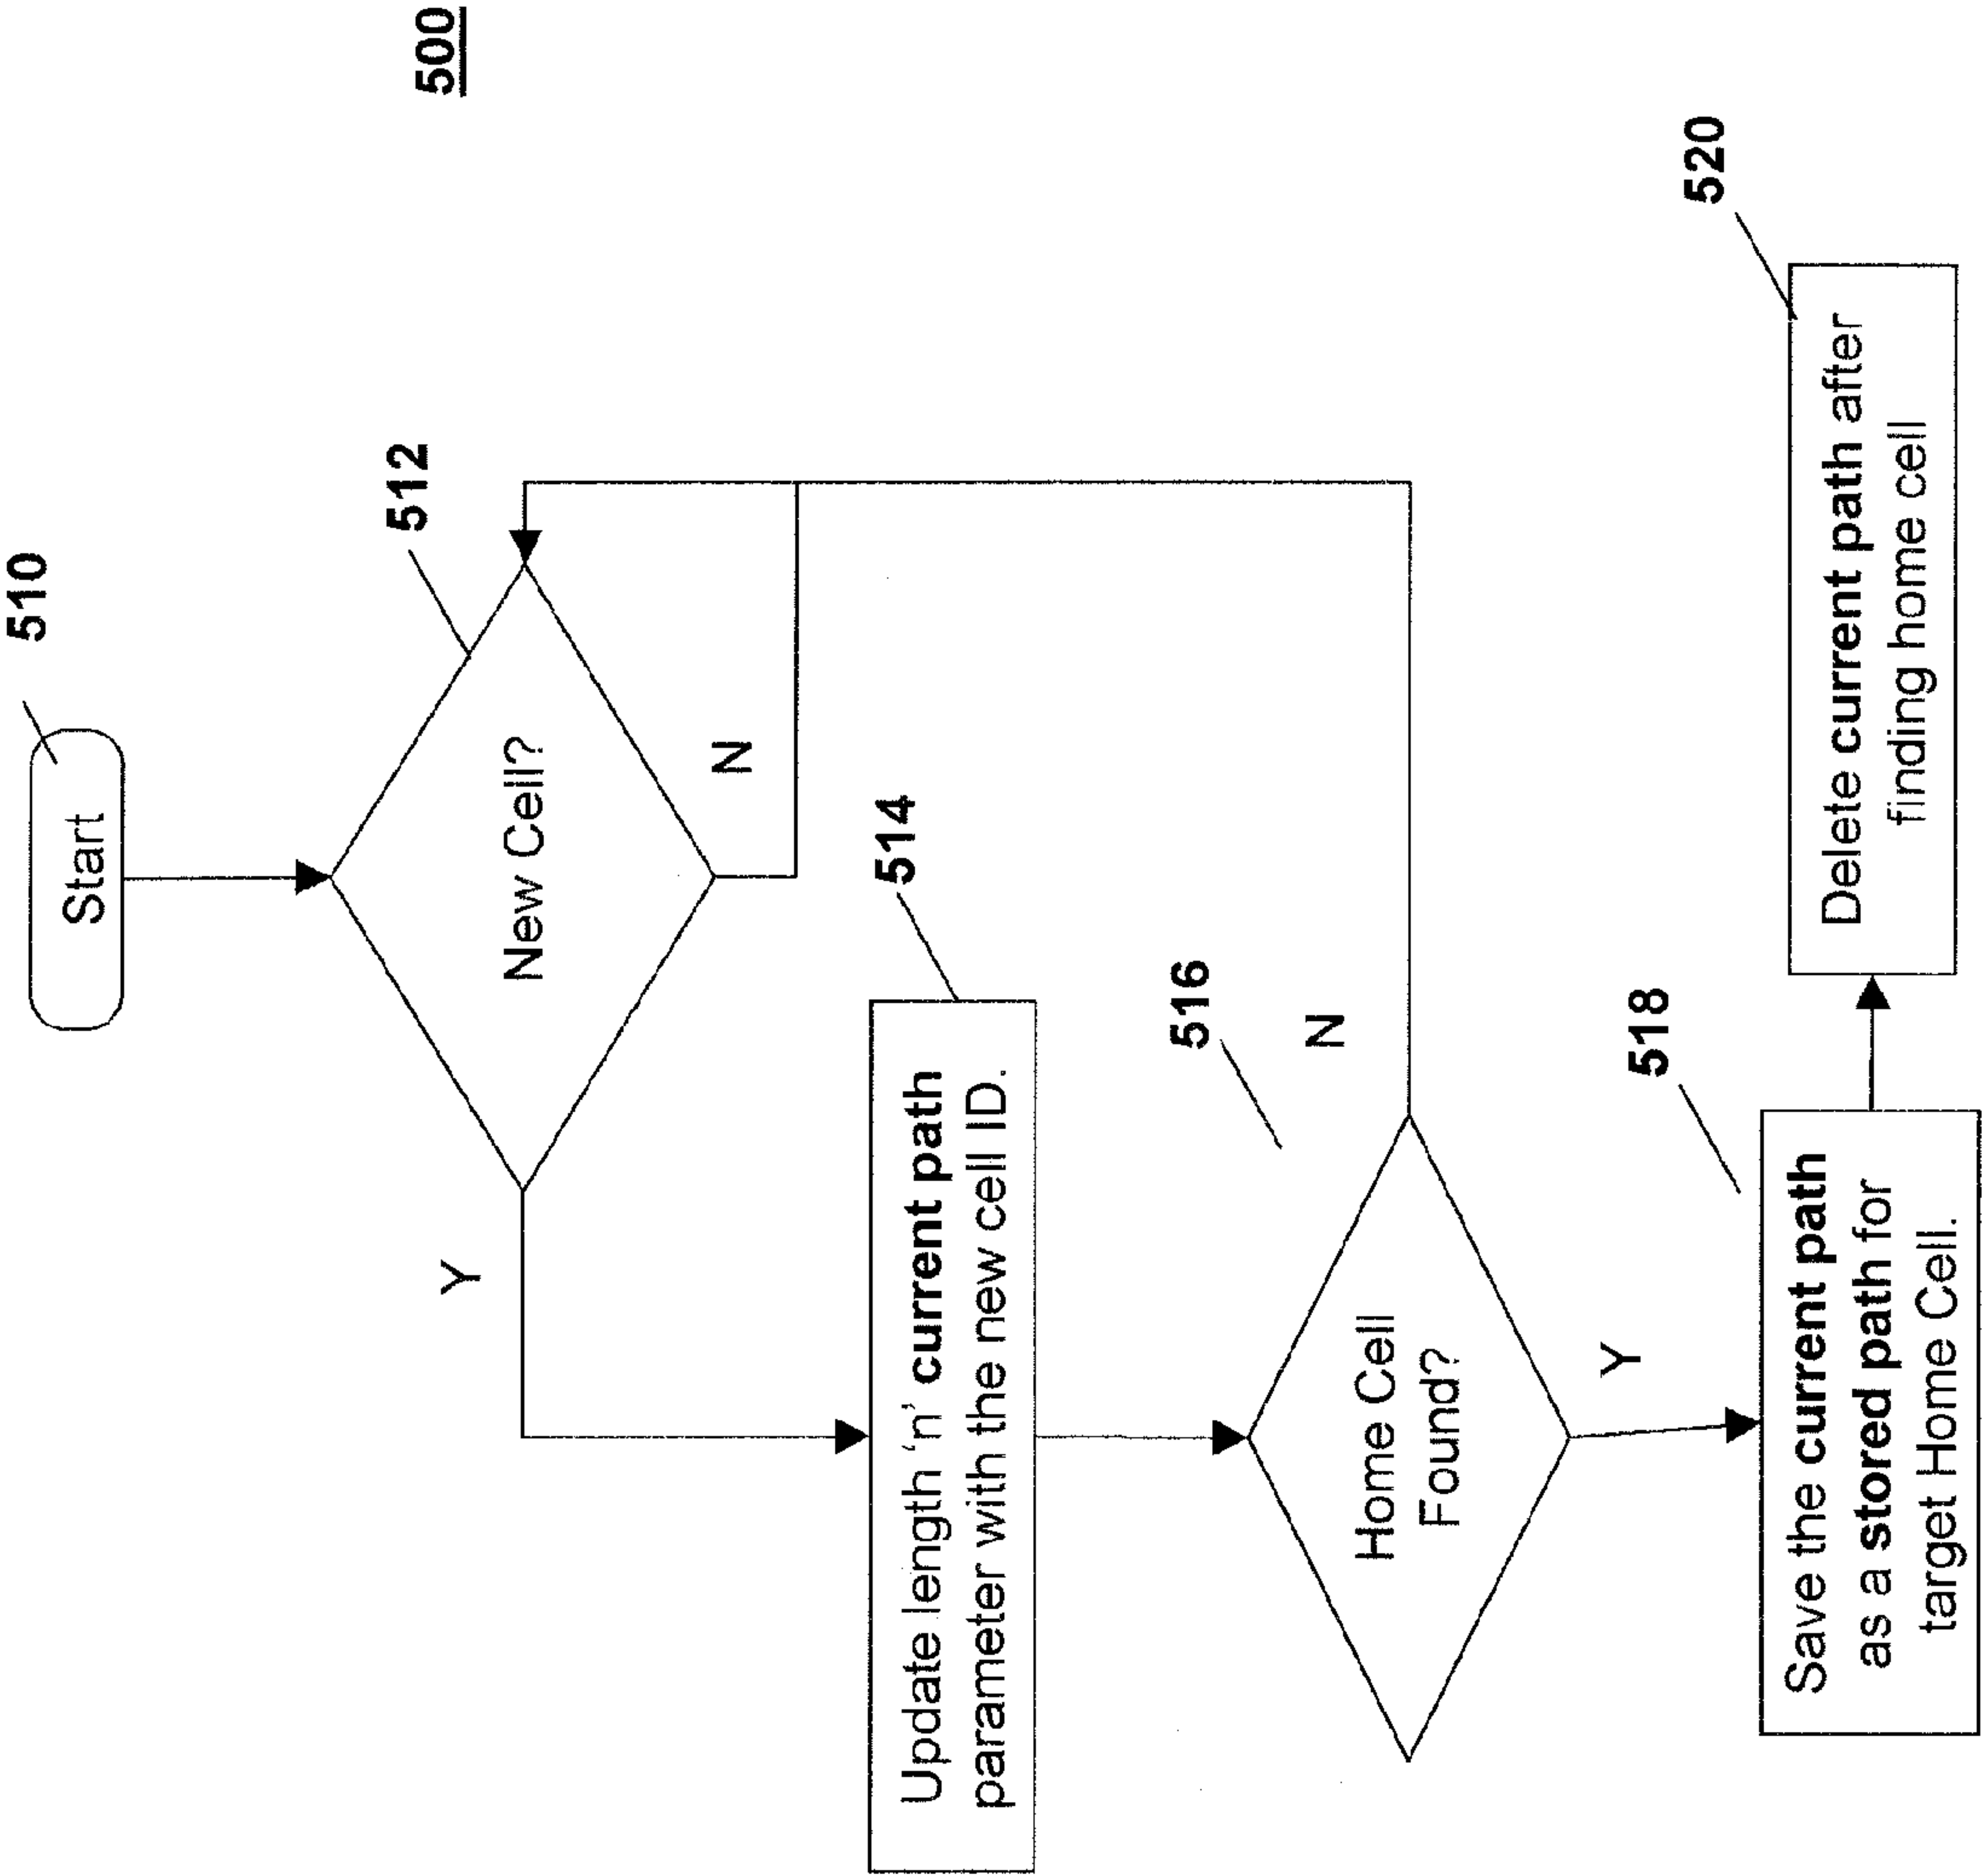 500
510
Start
512
New Cell?
N
Y
514
Update length ‘n’ current path
parameter with the new cell ID.
516
Home Cell
Found?
N
Y
518
Save the current path
as a stored path for
target Home Cell.
520
Delete current path after
finding home cell